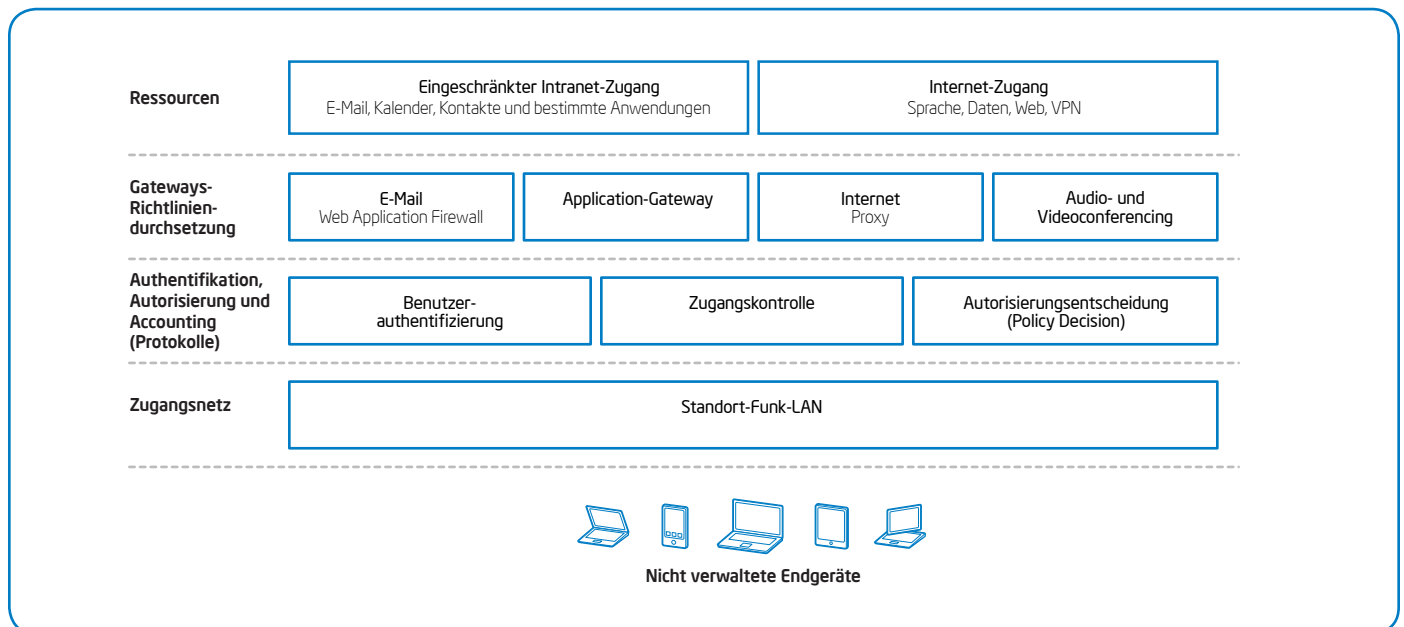 Ressourcen
Eingeschränkter Intranet-Zugang
E-Mail, Kalender, Kontakte und bestimmte Anwendungen
Internet-Zugang
Sprache, Daten, Web, VPN
Gateways-
Richtlinien-
durchsetzung
E-Mail
Web Application Firewall
Application-Gateway
Internet
Proxy
Audio- und
Videoconferencing
Authentifikation,
Autorisierung und
Accounting
(Protokolle)
Benutzer-
authentifizierung
Zugangskontrolle
Autorisierungsentscheidung
(Policy Decision)
Zugangsnetz
Standort-Funk-LAN
Nicht verwaltete Endgeräte